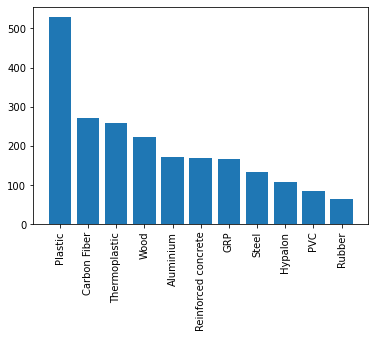 500
400
300
200
100
0
Plastic
Carbon Fiber
Thermoplastic
Wood
Aluminium
Reinforced concrete
GRP
Steel
Hypalon
PVC
Rubber